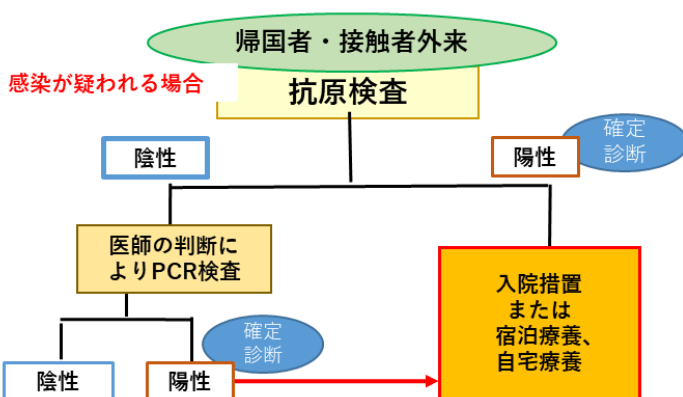 帰国者・接触者外来
感染が疑われる場合
抗原検査
陰性
陽性
確定
診断
医師の判断に
よりPCR検査
入院措置
または
宿泊療養、
自宅療養
確定
診断
陰性
陽性